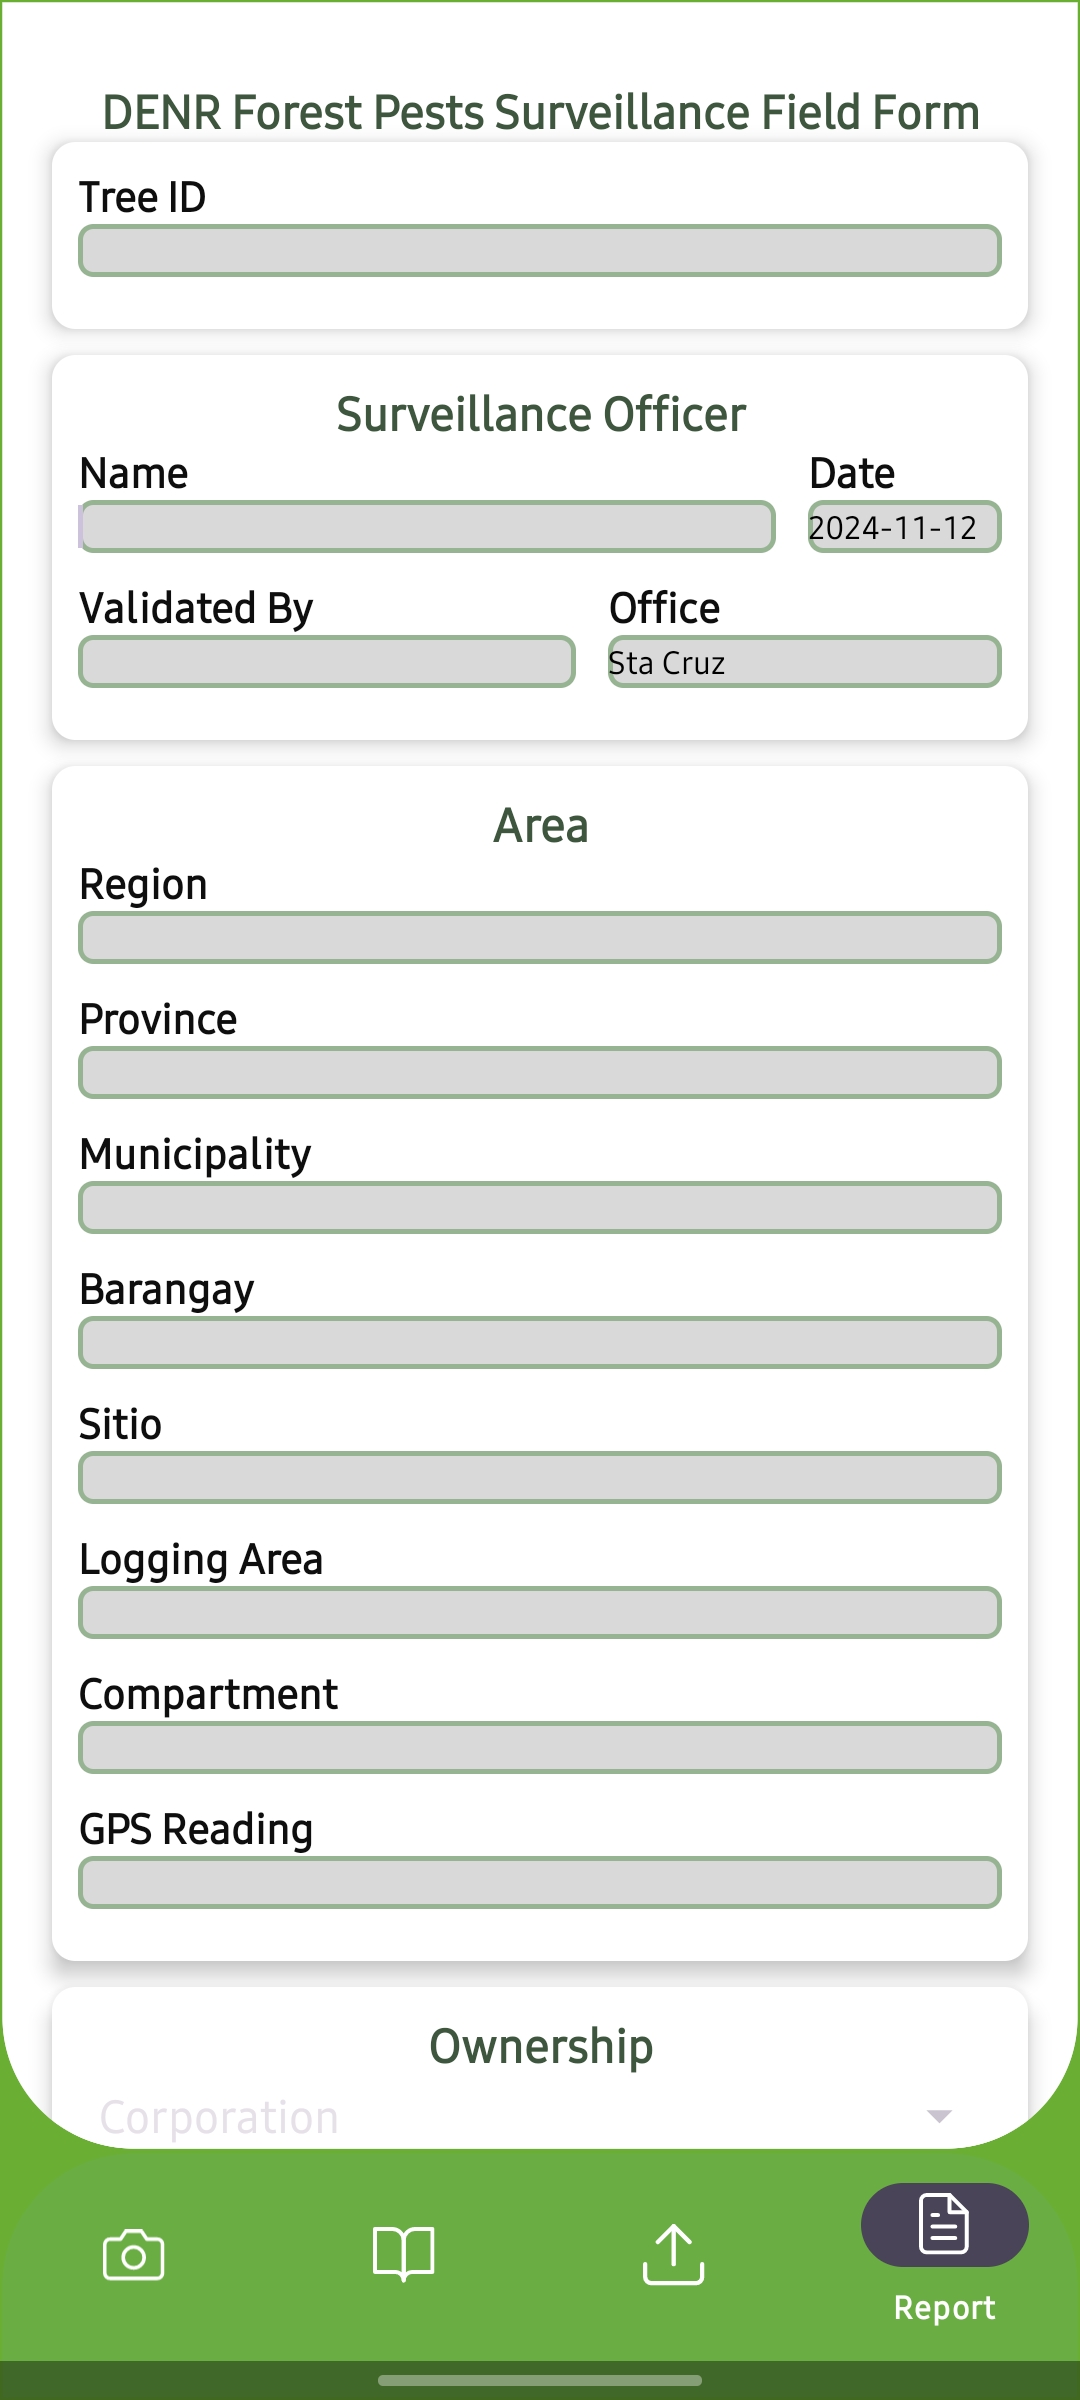 DENR Forest Pests Surveillance Field Form
Tree ID
Surveillance Officer
Name
Date
2024-11-12
Validated By
Office
Sta Cruz
Area
Region
Province
Municipality
Barangay
Sitio
Logging Area
Compartment
GPS Reading
Ownership
Corporation
Report